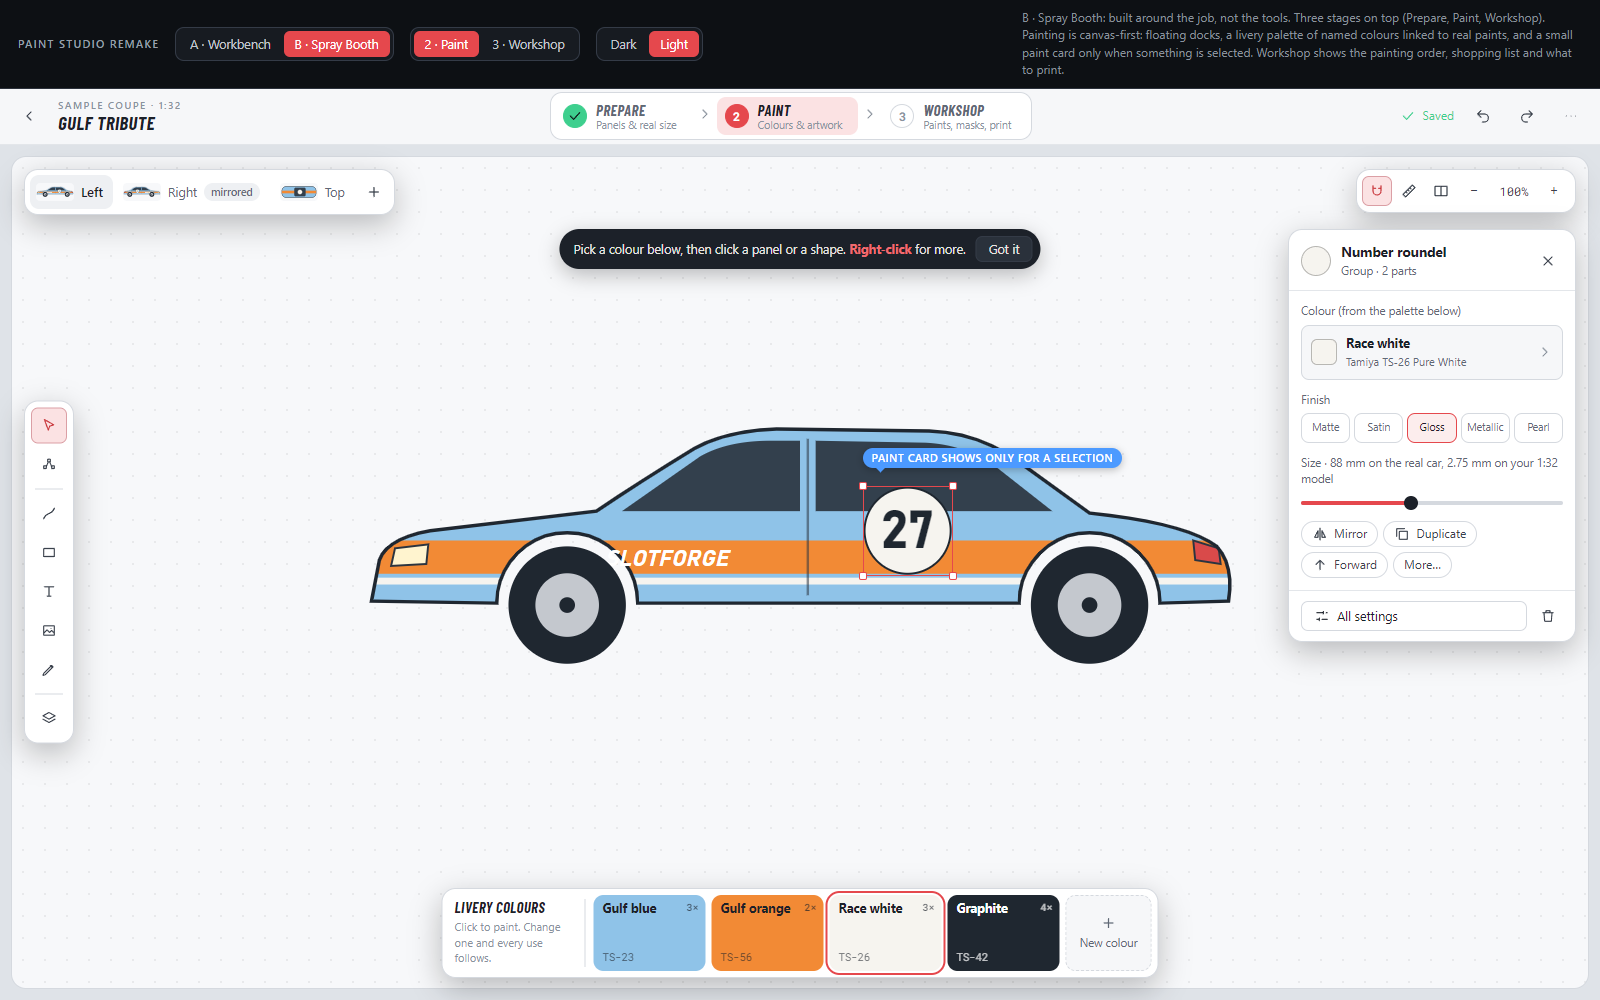 PAINT STUDIO REMAKE
A · Workbench
B · Spray Booth
2 · Paint
3 · Workshop
Dark
Light
B · Spray Booth: built around the job, not the tools. Three stages on top (Prepare, Paint, Workshop).
Painting is canvas-first: floating docks, a livery palette of named colours linked to real paints, and a small
paint card only when something is selected. Workshop shows the painting order, shopping list and what
to print.
SAMPLE COUPE · 1:32
GULF TRIBUTE
PREPARE
Panels & real size
2
PAINT
Colours & artwork
3
WORKSHOP
Paints, masks, print
Saved
Left
Right
mirrored
Top
100%
Pick a colour below, then click a panel or a shape. Right-click for more.
Got it
Number roundel
Group · 2 parts
Colour (from the palette below)
Race white
Tamiya TS-26 Pure White
Finish
Matte
Satin
Gloss
Metallic
Pearl
Size · 88 mm on the real car, 2.75 mm on your 1:32
model
Mirror
Duplicate
Forward
More...
All settings
PAINT CARD SHOWS ONLY FOR A SELECTION
27
LOTFORGE
LIVERY COLOURS
Click to paint. Change
one and every use
follows.
Gulf blue
3×
TS-23
Gulf orange
2×
TS-56
Race white
3×
TS-26
Graphite
4×
TS-42
New colour